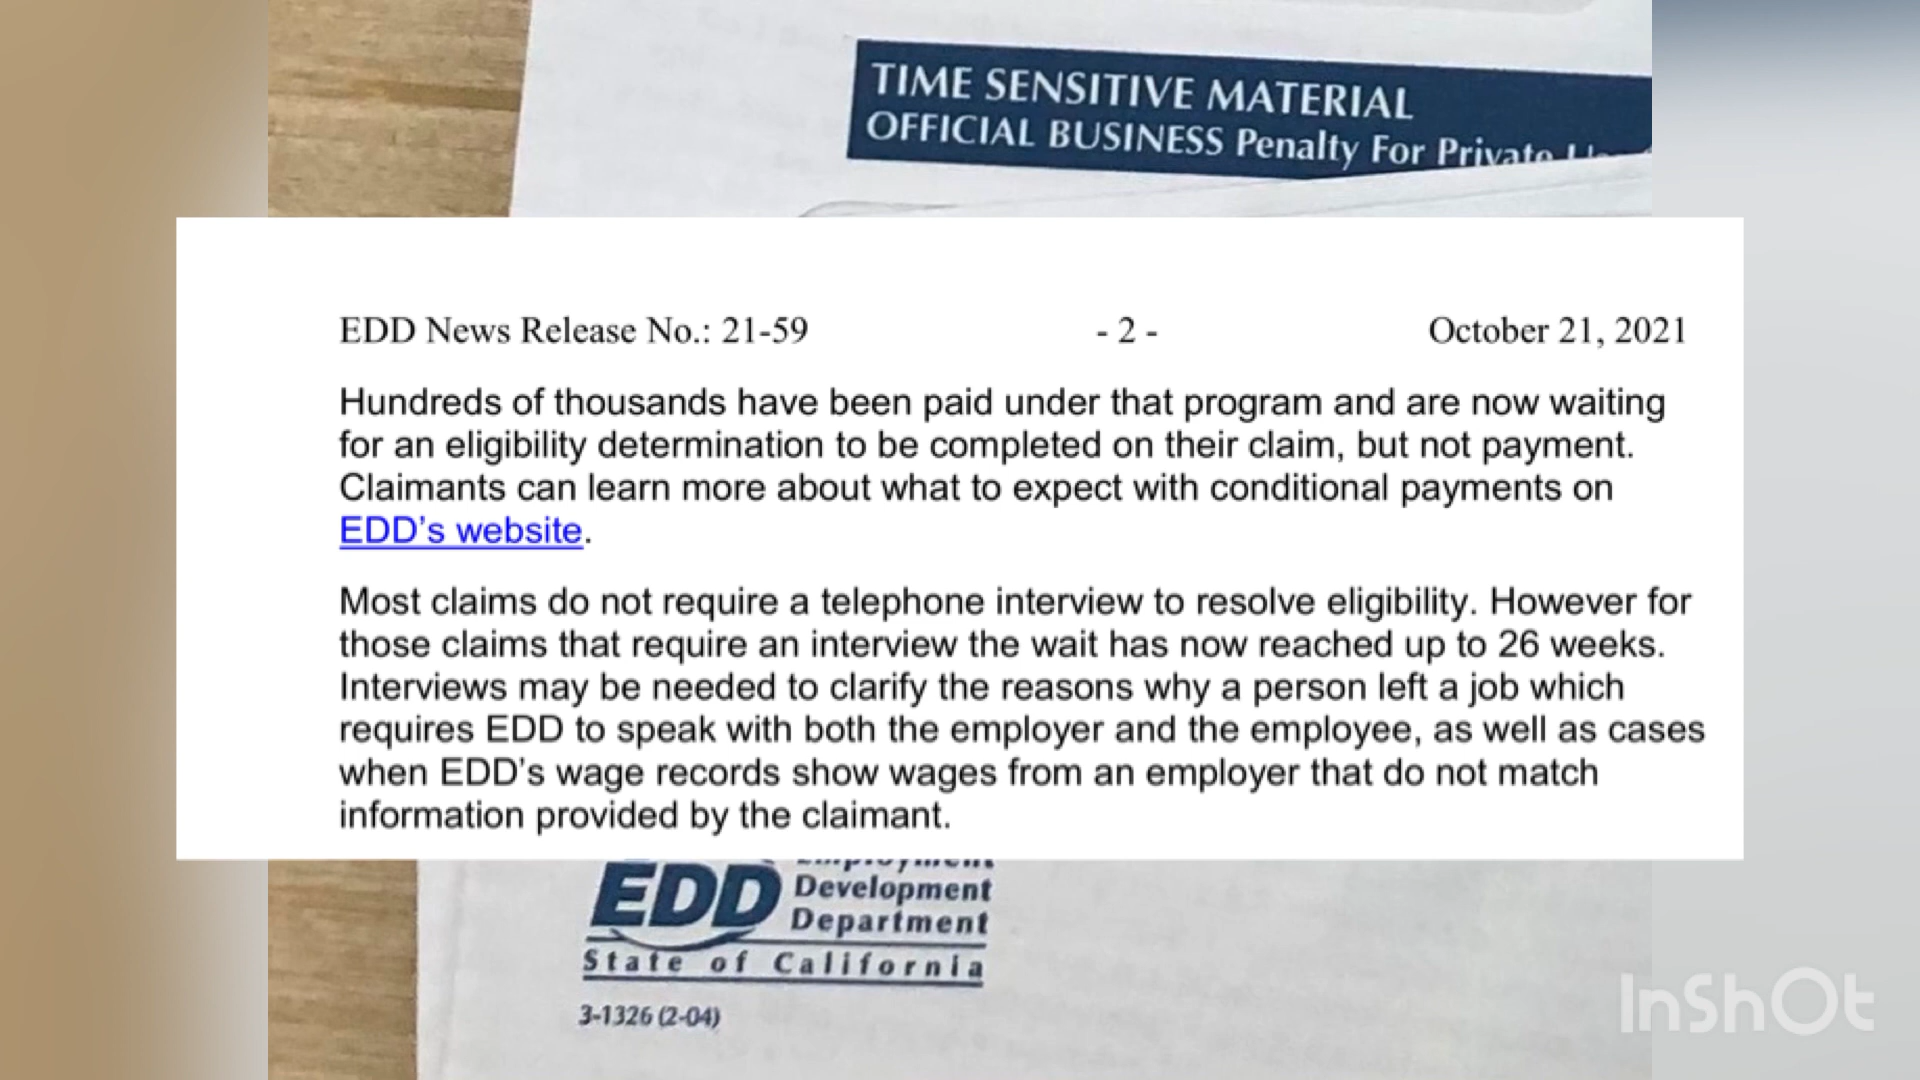 TIME SENSITIVE MATERIAL
OFFICIAL BUSINESS Penalty For Private
EDD News Release No.: 21-59 - 2 - October 21, 2021
Hundreds of thousands have been paid under that program and are now waiting
for an eligibility determination to be completed on their claim, but not payment.
Claimants can learn more about what to expect with conditional payments on
EDD's website.
Most claims do not require a telephone interview to resolve eligibility. However for
those claims that require an interview the wait has now reached up to 26 weeks.
Interviews may be needed to clarify the reasons why a person left a job which
requires EDD to speak with both the employer and the employee, as well as cases
when EDD's wage records show wages from an employer that do not match
information provided by the claimant.
EDD
Development
Department
State of California
3-1326 (2-04)
InShOt